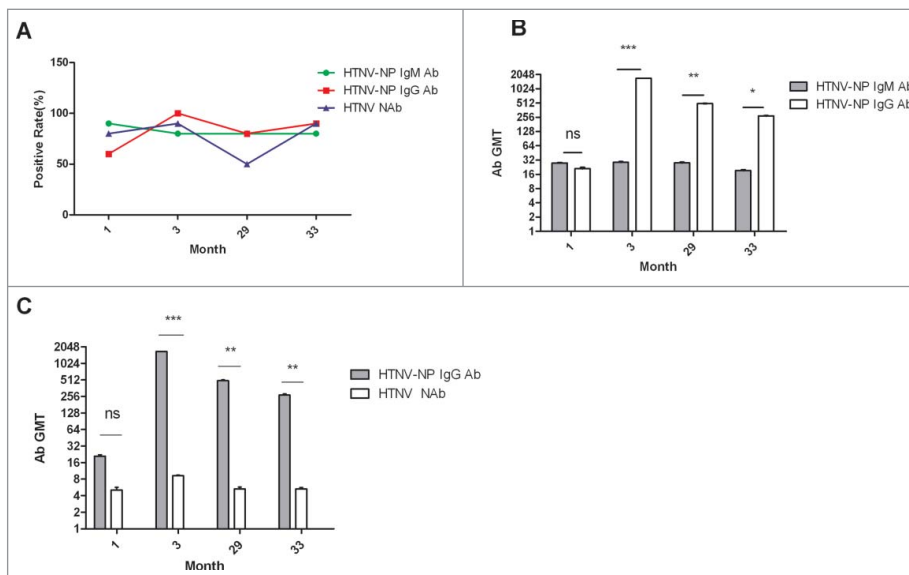 A
150
100
50
0
Positive Rate(%)
1 3 29 33
Month
HTNV-NP IgM Ab
HTNV-NP IgG Ab
HTNV NAb
B
2048
1024
512
256
128
64
32
16
8
4
2
1
Ab GMT
ns
***
**
*
1 3 29 33
Month
HTNV-NP IgM Ab
HTNV-NP IgG Ab
C
2048
1024
512
256
128
64
32
16
8
4
2
1
Ab GMT
ns
***
**
**
1 3 29 33
Month
HTNV-NP IgG Ab
HTNV NAb